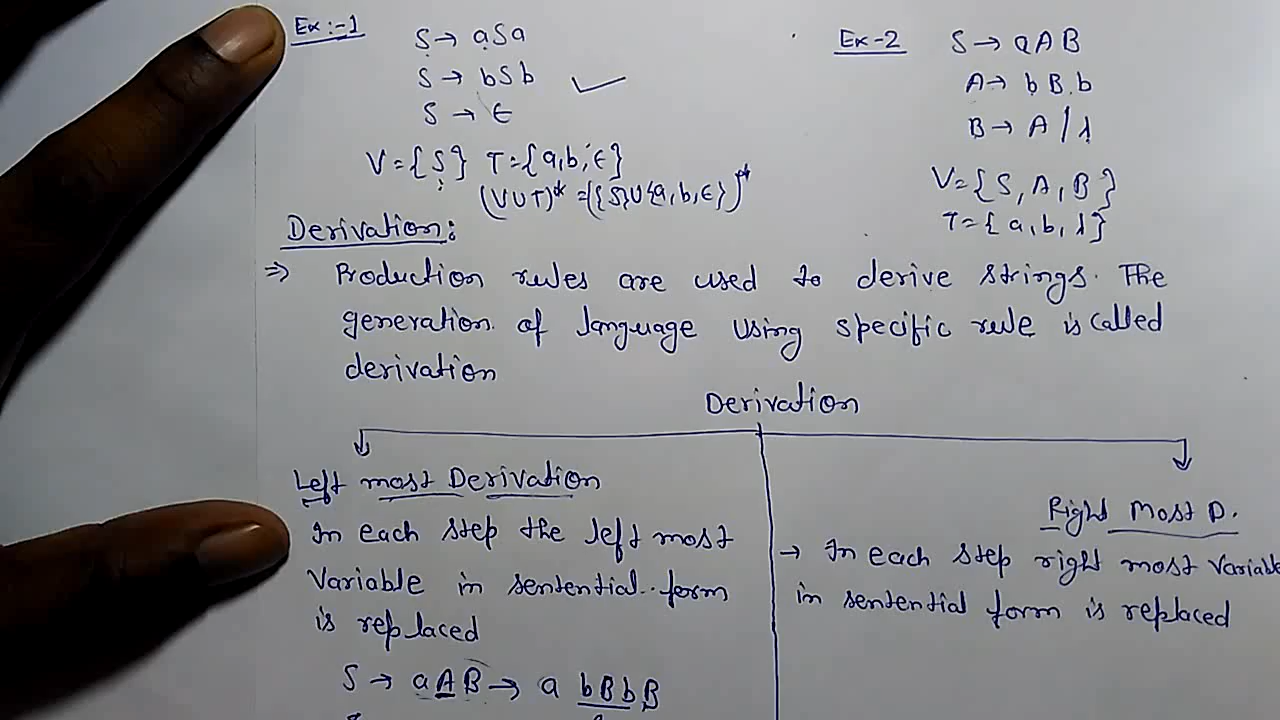 Ex:-1
S → aSa
S → bSb
S → ϵ
V={S} T={a,b,ϵ}
(VUT)* =({S}U{a,b,ϵ})*
Ex-2
S → aAB
A → bBb
B → A/λ
V={S, A, B}
T={a,b,λ}
Derivation:
⇒ Production rules are used to derive strings. The
generation of language using specific rule is called
derivation
Derivation
Left most Derivation
In each step the left most
Variable in sentential form
is replaced
S → aAB → a bBbB
Right Most D.
→ In each step right most Variable
in sentential form is replaced